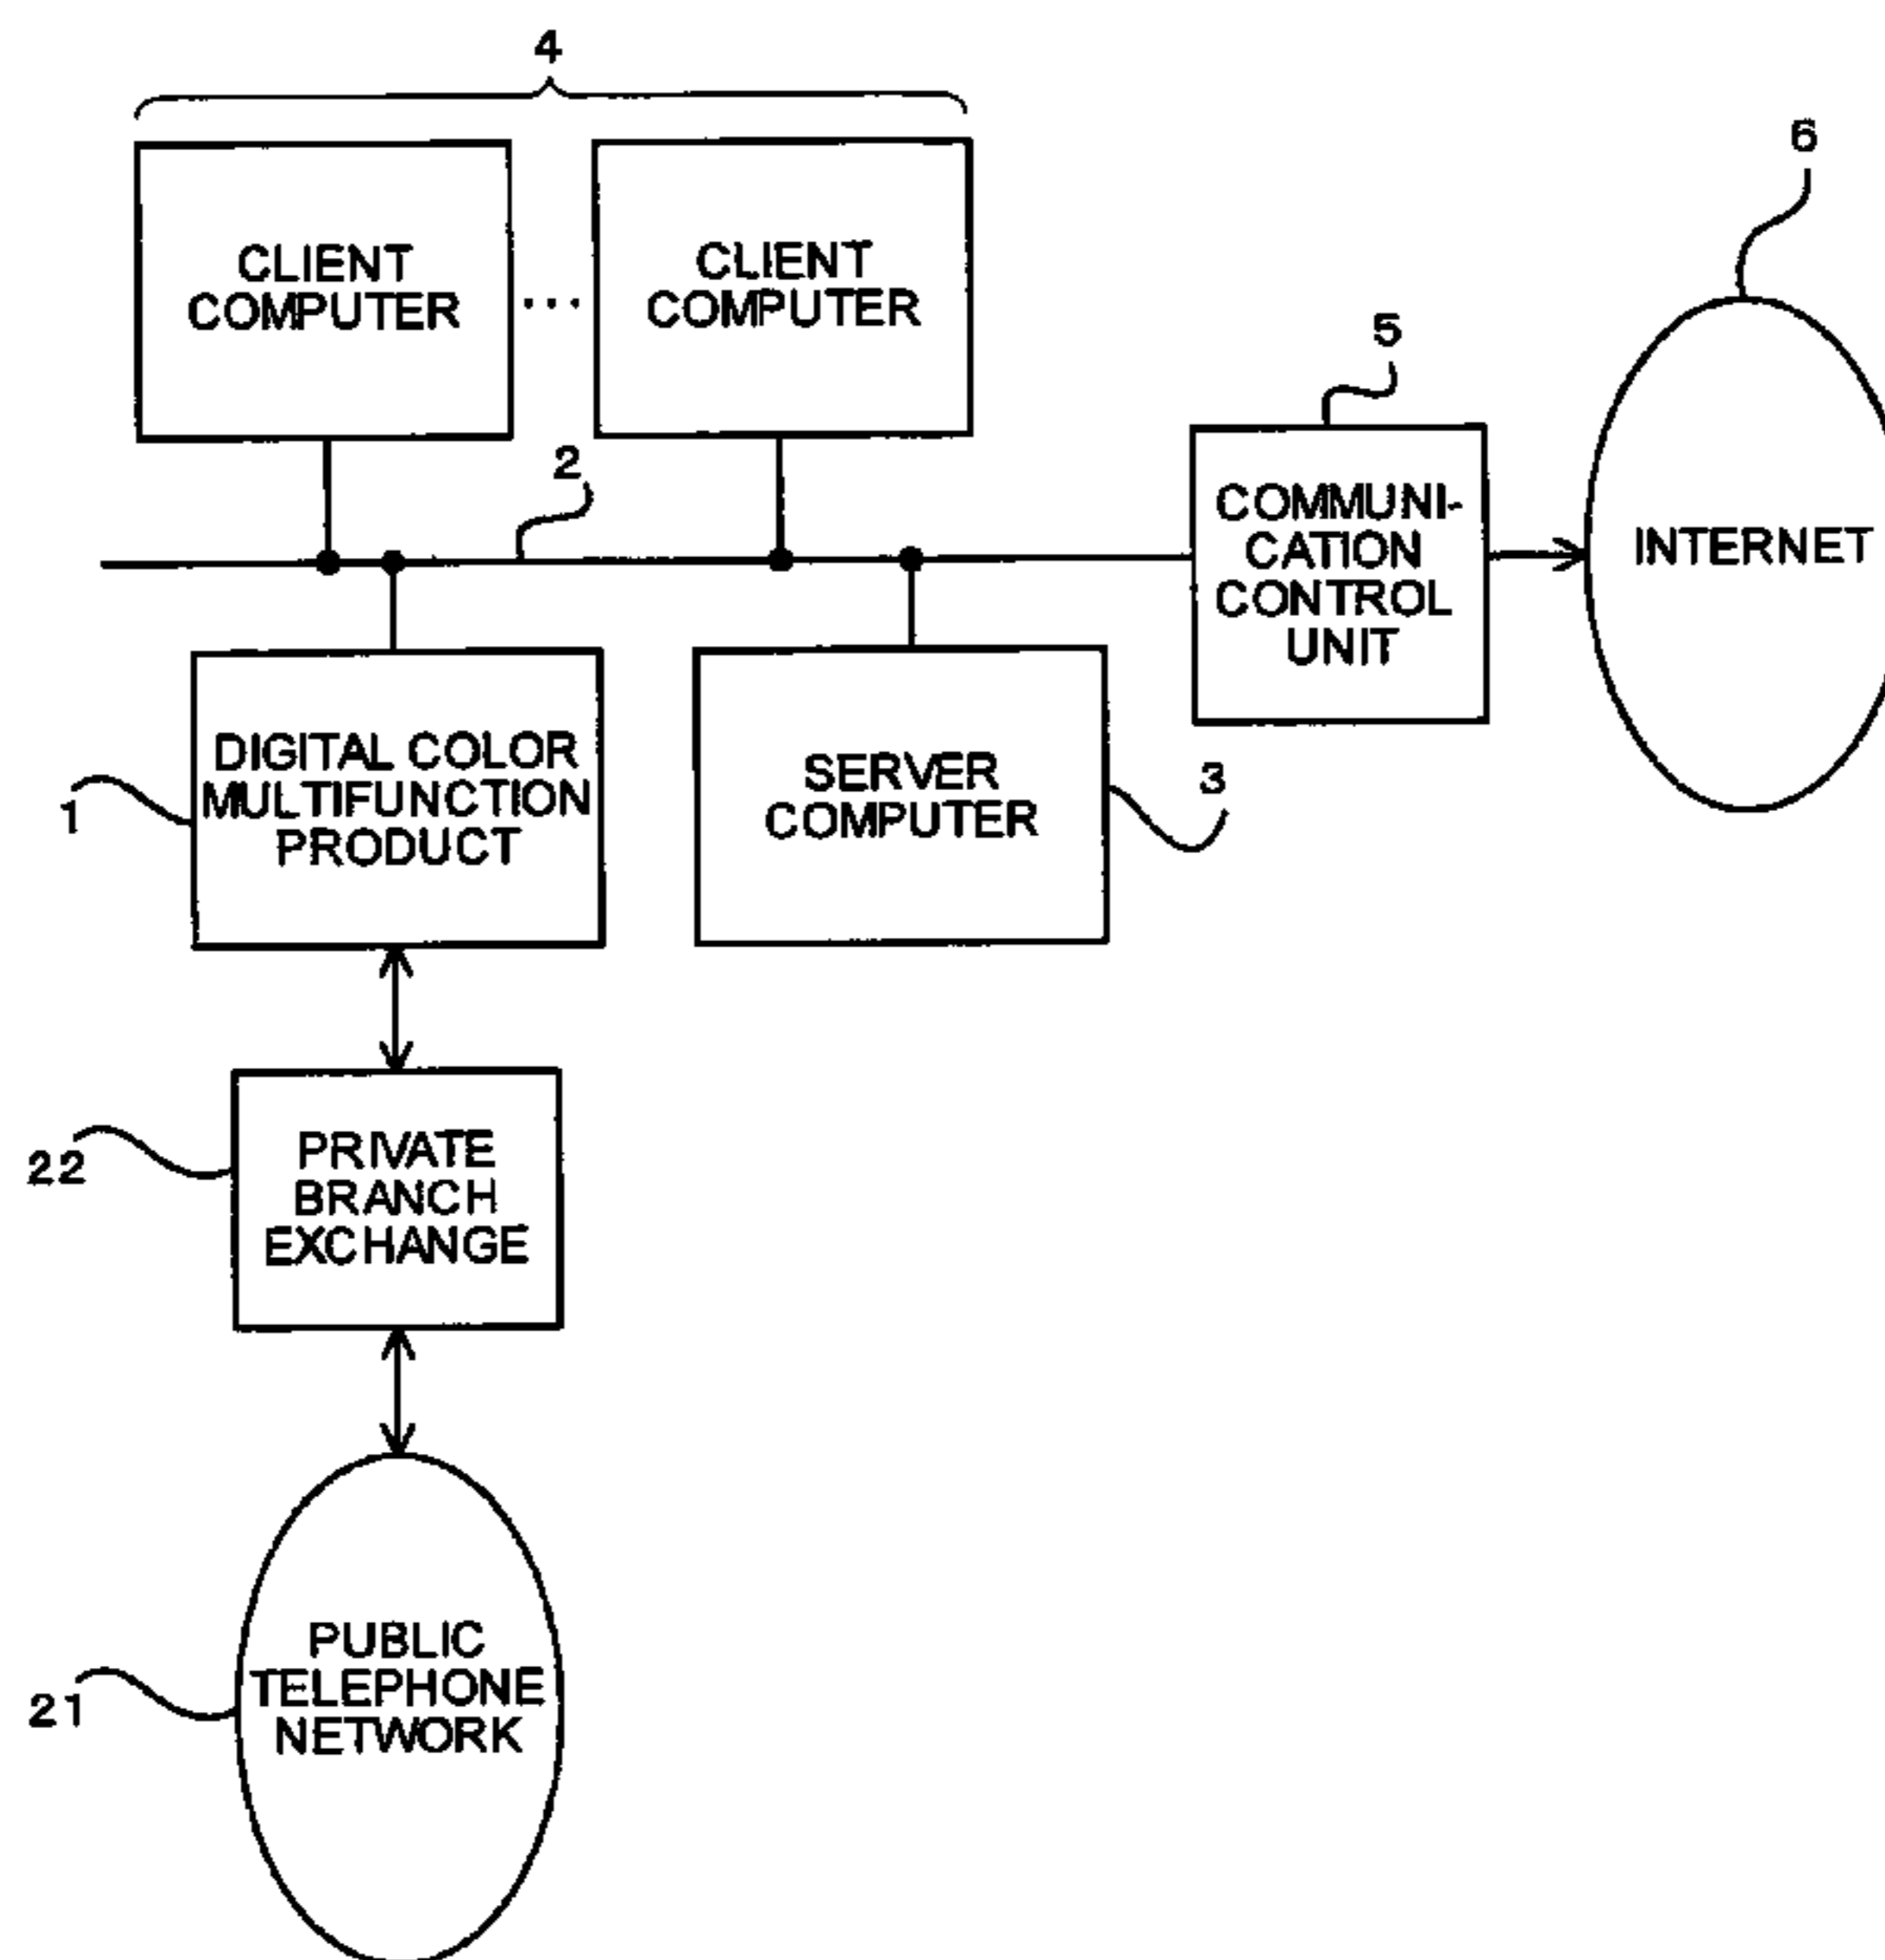 4
6
CLIENT
COMPUTER
...
CLIENT
COMPUTER
5
2
COMMUNI-
CATION
CONTROL
UNIT
INTERNET
1
DIGITAL COLOR
MULTIFUNCTION
PRODUCT
SERVER
COMPUTER
3
22
PRIVATE
BRANCH
EXCHANGE
21
PUBLIC
TELEPHONE
NETWORK